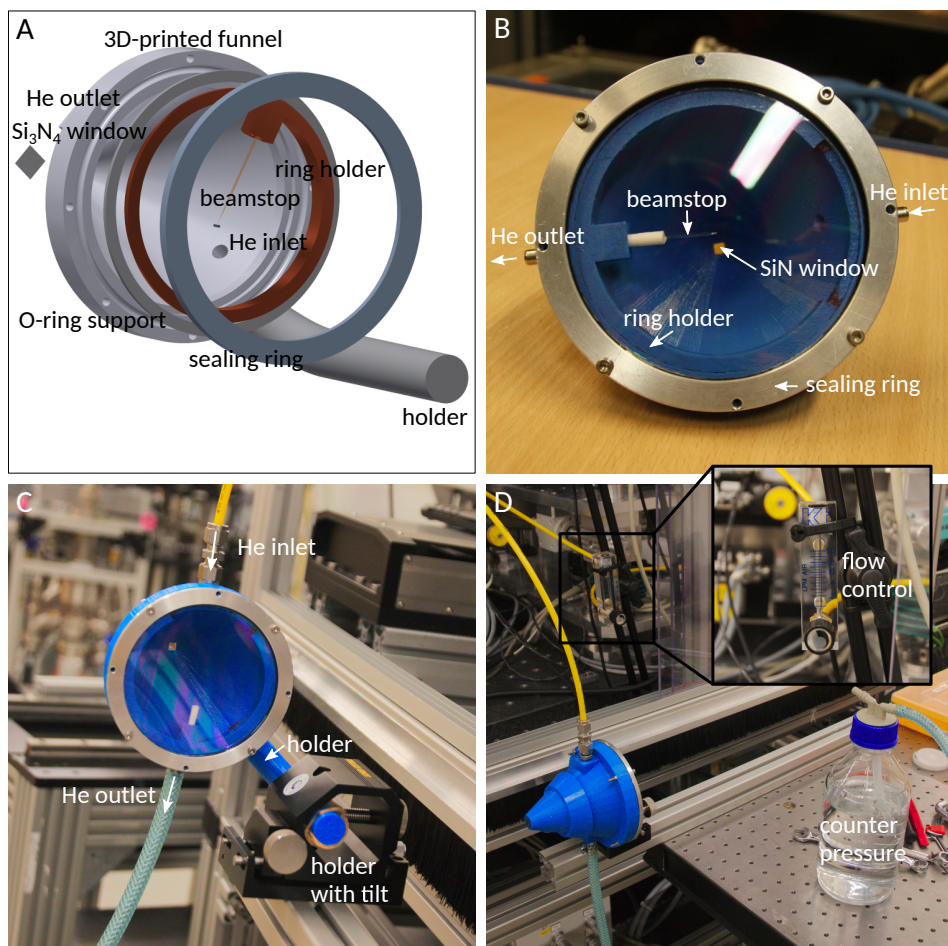 A
3D-printed funnel
He outlet
Si3N4 window
ring holder
beamstop
He inlet
O-ring support
sealing ring
holder
B
beamstop
He inlet
He outlet
SiN window
ring holder
sealing ring
C
He inlet
holder
He outlet
holder
with tilt
D
flow
control
counter
pressure